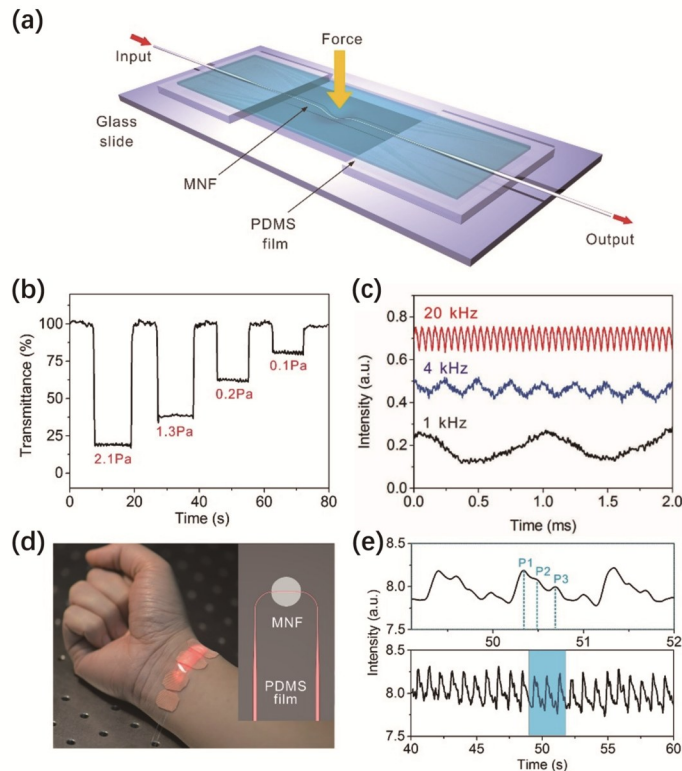 (a)
Force
Input
Glass
slide
MNF
PDMS
film
Output
(b)
100
75
50
25
0
Transmittance (%)
2.1Pa
1.3Pa
0.2Pa
0.1Pa
0 20 40 60 80
Time (s)
(c)
0.8
0.6
0.4
0.2
0.0
Intensity (a.u.)
20 kHz
4 kHz
1 kHz
0.0 0.5 1.0 1.5 2.0
Time (ms)
(d)
MNF
PDMS
film
(e)
8.5
8.0
7.5
P1
P2
P3
50 51 52
Intensity (a.u.)
8.5
8.0
7.5
40 45 50 55 60
Time (s)